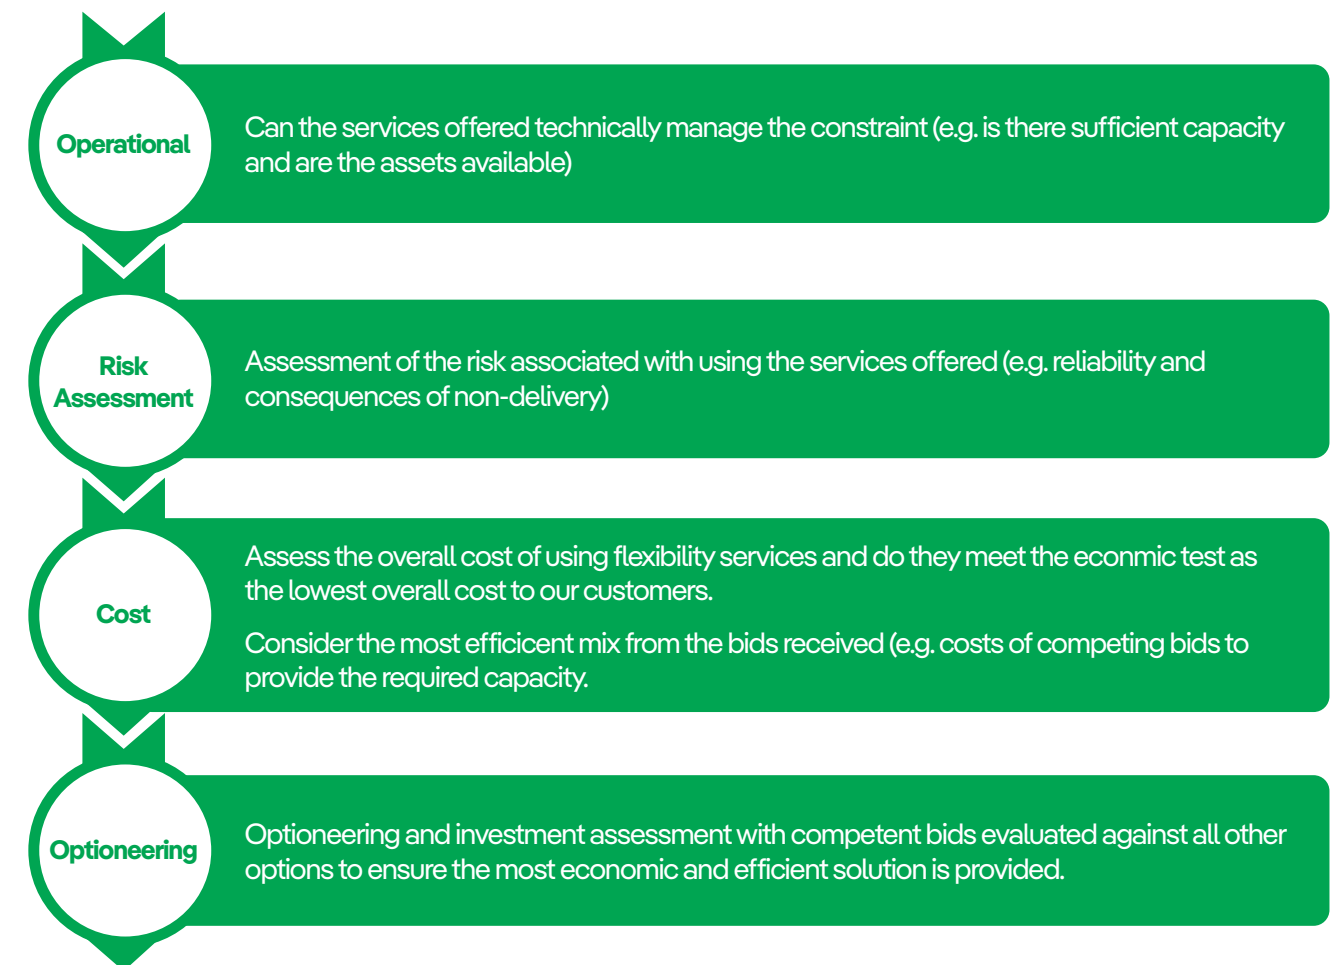 Operational
Can the services offered technically manage the constraint (e.g. is there sufficient capacity
and are the assets available)
Risk
Assessment
Assessment of the risk associated with using the services offered (e.g. reliability and
consequences of non-delivery)
Cost
Assess the overall cost of using flexibility services and do they meet the econmic test as
the lowest overall cost to our customers.
Consider the most efficicent mix from the bids received (e.g. costs of competing bids to
provide the required capacity.
Optioneering
Optioneering and investment assessment with competent bids evaluated against all other
options to ensure the most economic and efficient solution is provided.